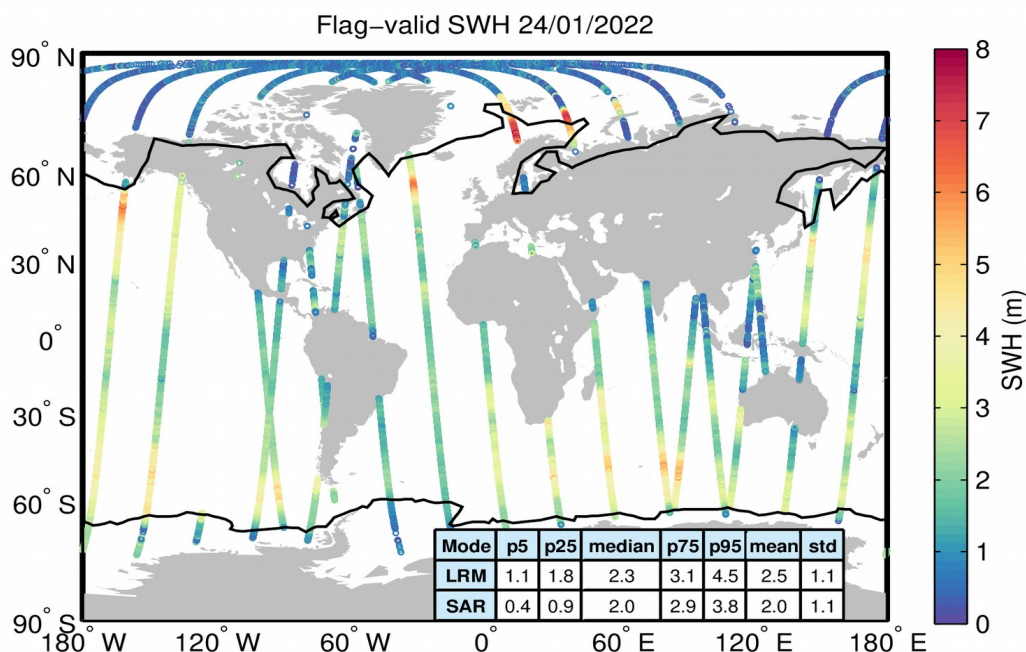 Flag−valid SWH 24/01/2022
90° N
60° N
30° N
0°
30° S
60° S
90° S
180° W
120° W
60° W
0°
60° E
120° E
180° E
8
7
6
5
4
3
2
1
0
SWH (m)
Mode p5 p25 median p75 p95 mean std
LRM 1.1 1.8 2.3 3.1 4.5 2.5 1.1
SAR 0.4 0.9 2.0 2.9 3.8 2.0 1.1